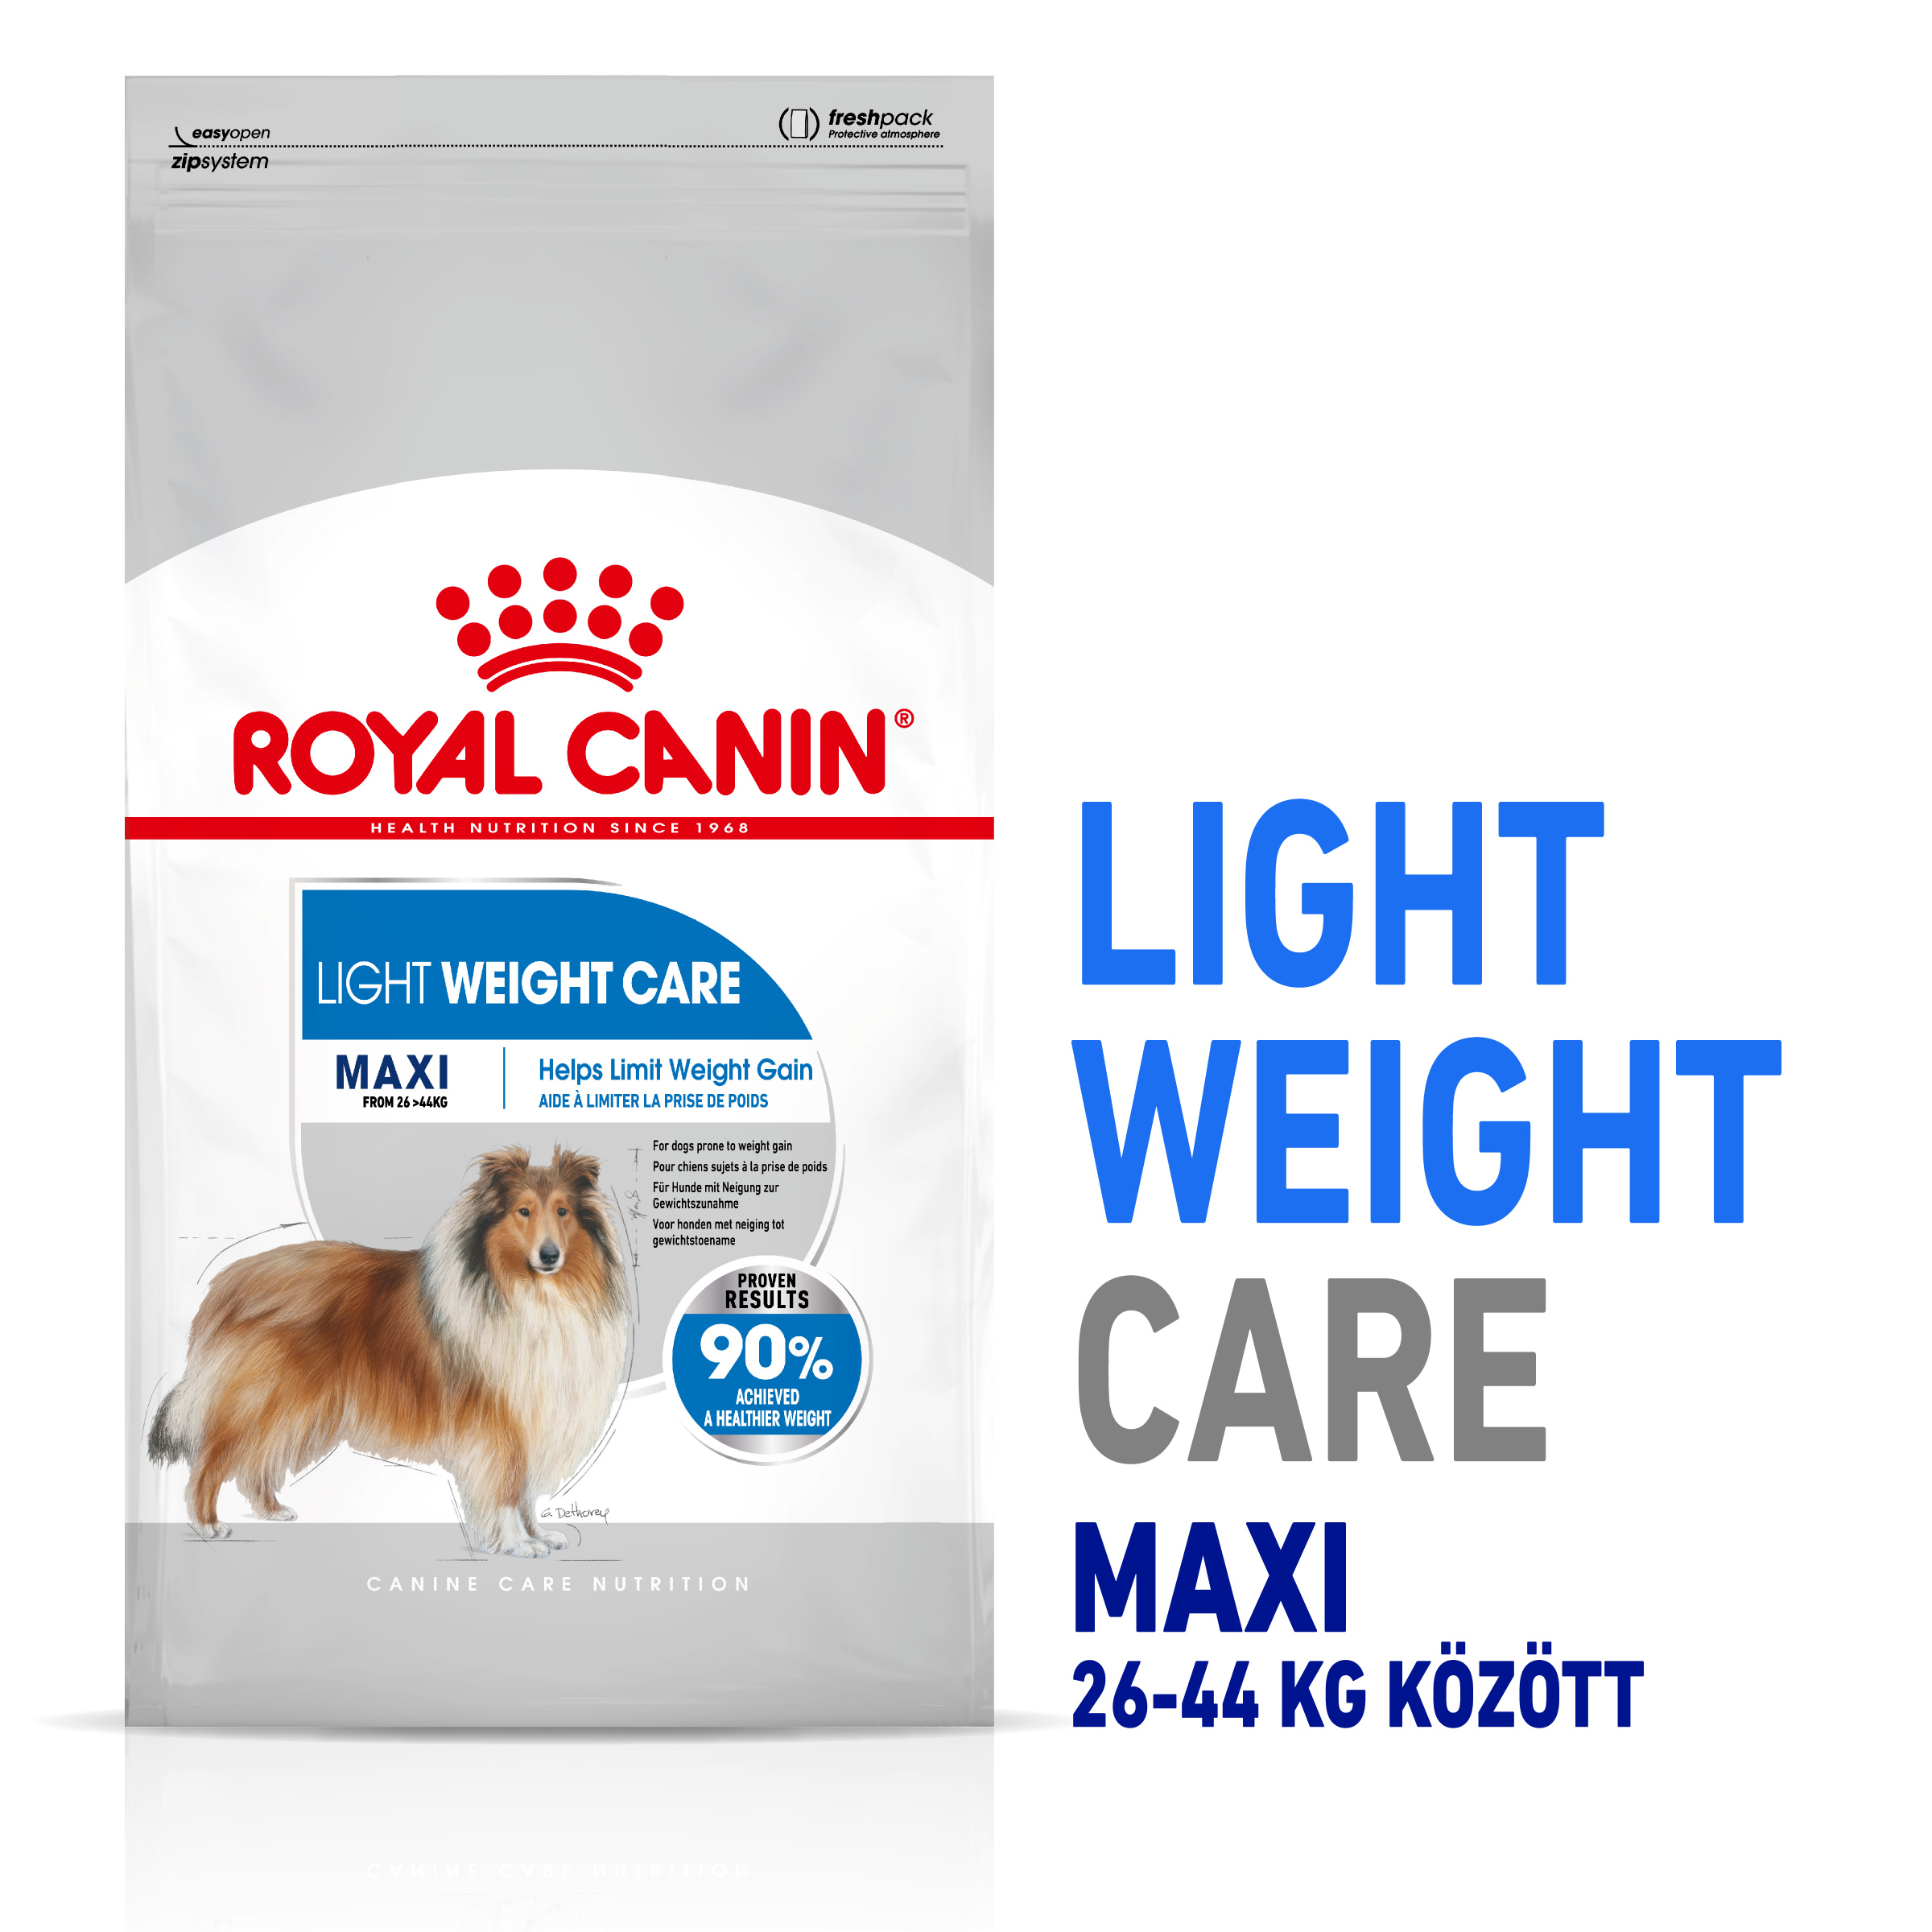 easyopen
zipsystem
freshpack
Protective atmosphere
ROYAL CANIN®
HEALTH NUTRITION SINCE 1968
LIGHT WEIGHT CARE
MAXI
FROM 26 >44KG
Helps Limit Weight Gain
AIDE À LIMITER LA PRISE DE POIDS
For dogs prone to weight gain
Pour chiens sujets à la prise de poids
Für Hunde mit Neigung zur
Gewichtszunahme
Voor honden met neiging tot
gewichtstoename
PROVEN
RESULTS
90%
ACHIEVED
A HEALTHIER WEIGHT
G. Dethorey
CANINE CARE NUTRITION
LIGHT
WEIGHT
CARE
MAXI
26-44 KG KÖZÖTT